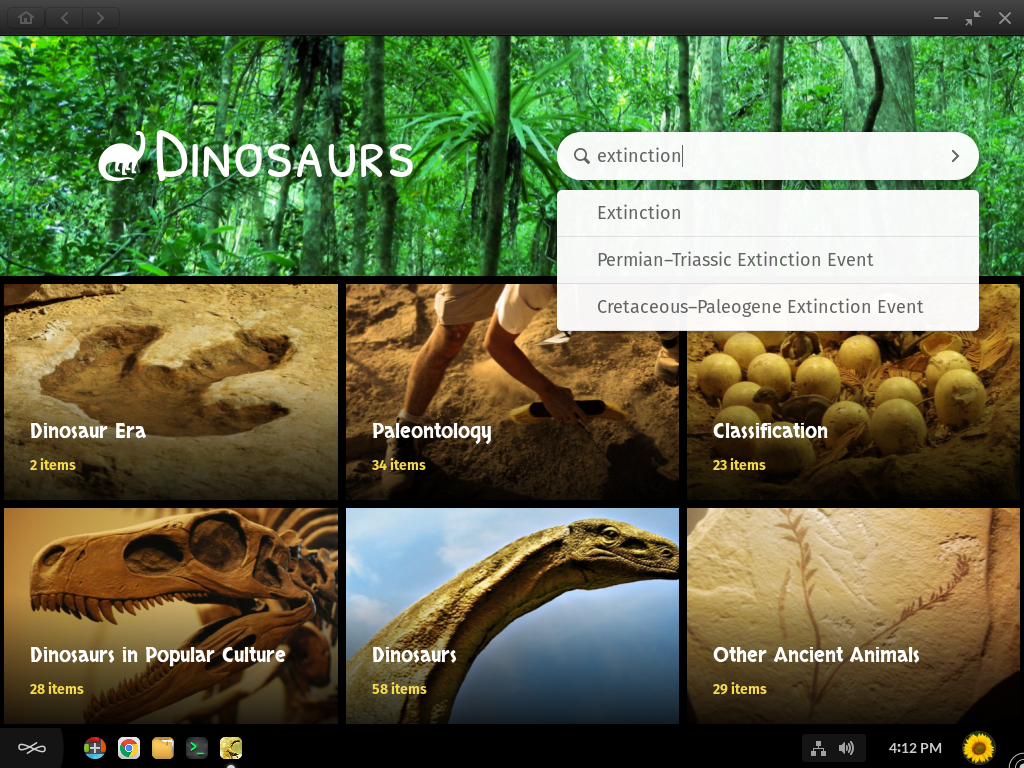 DINOSAURS
extinction
Extinction
Permian–Triassic Extinction Event
Cretaceous–Paleogene Extinction Event
Dinosaur Era
2 items
Paleontology
34 items
Classification
23 items
Dinosaurs in Popular Culture
28 items
Dinosaurs
58 items
Other Ancient Animals
29 items
>_
4:12 PM